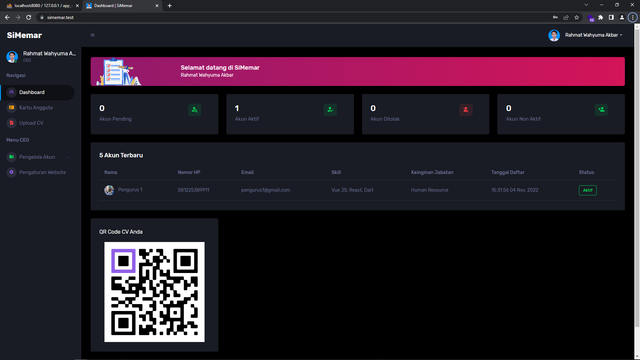 localhost8080 / 127.0.0.1 / app_
Dashboard | SiMemar
simemar.test
SiMemar
Rahmat Wahyuma Akbar
Rahmat Wahyuma A...
CEO
Navigasi
Dashboard
Kartu Anggota
Upload CV
Menu CEO
Pengelola Akun
Pengaturan Website
Selamat datang di SiMemar
Rahmat Wahyuma Akbar
0
Akun Pending
1
Akun Aktif
0
Akun Ditolak
0
Akun Non Aktif
5 Akun Terbaru
Nama Nomor HP Email Skill Keinginan Jabatan Tanggal Daftar Status
Pengurus 1 081225389911 pengurus1@gmail.com Vue JS, React, Dart Human Resource 15:31:56 04 Nov, 2022 Aktif
QR Code CV Anda